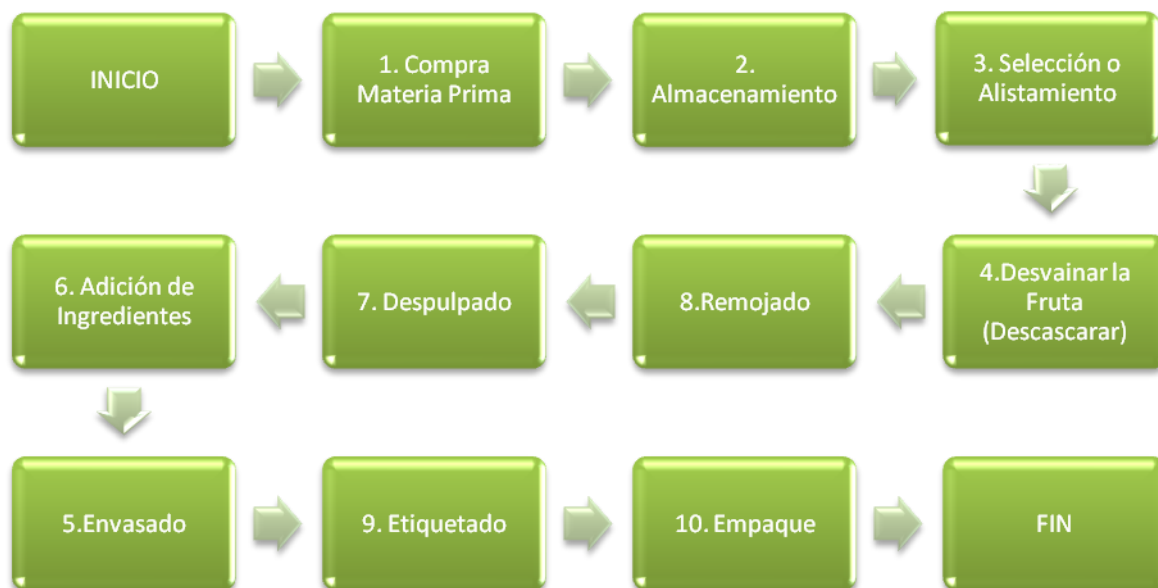 INICIO
1. Compra
Materia Prima
2.
Almacenamiento
3. Selección o
Alistamiento
4.Desvainar la
Fruta
(Descascarar)
8.Remojado
7. Despulpado
6. Adición de
Ingredientes
5.Envasado
9. Etiquetado
10. Empaque
FIN